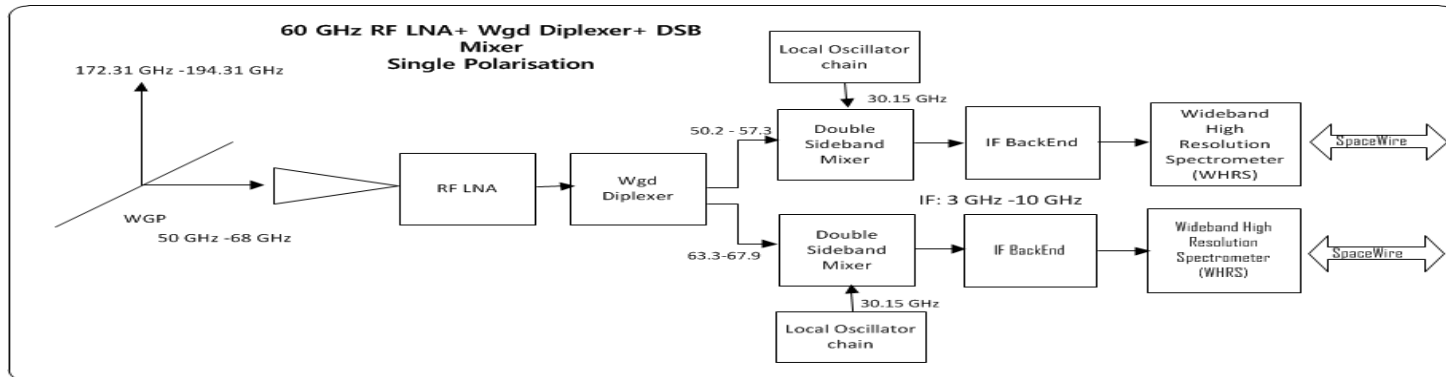 60 GHz RF LNA+ Wgd Diplexer+ DSB
Mixer
Single Polarisation
172.31 GHz -194.31 GHz
WGP
50 GHz -68 GHz
RF LNA
Wgd
Diplexer
50.2 - 57.3
63.3-67.9
Local Oscillator
chain
30.15 GHz
Double
Sideband
Mixer
IF BackEnd
Wideband
High
Resolution
Spectrometer
(WHRS)
SpaceWire
IF: 3 GHz -10 GHz
Double
Sideband
Mixer
IF BackEnd
Wideband High
Resolution
Spectrometer
(WHRS)
SpaceWire
30.15 GHz
Local Oscillator
chain